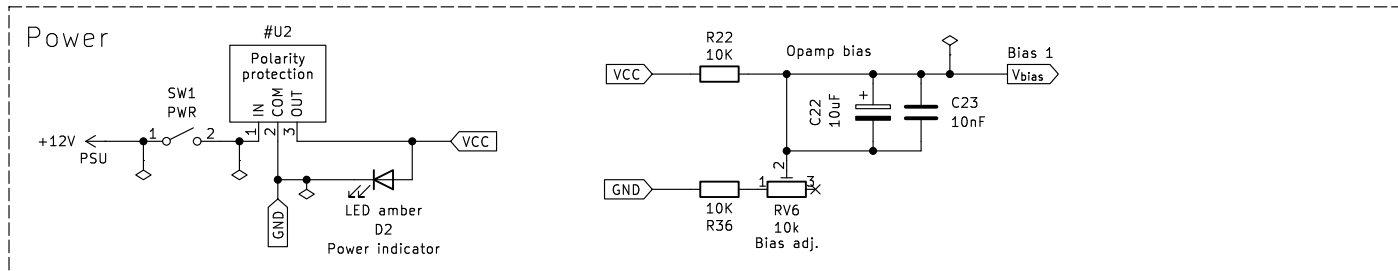 Power
#U2
Polarity
protection
IN
COM
OUT
1
2
3
SW1
PWR
+12V
PSU
1
2
VCC
GND
LED amber
D2
Power indicator
R22
10K
VCC
Opamp bias
Bias 1
Vbias
C22
10uF
+
C23
10nF
GND
10K
R36
1
2
3
RV6
10k
Bias adj.